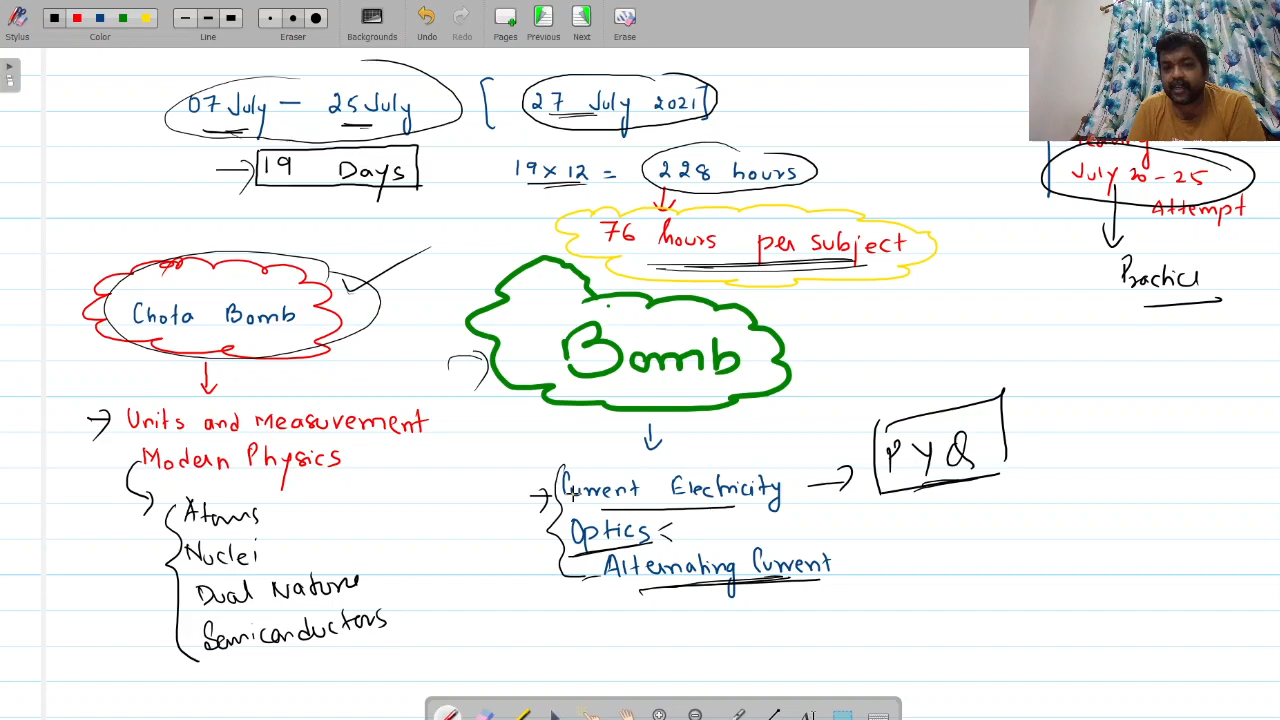 Stylus
Color
Line
Eraser
Backgrounds
Undo
Redo
Pages
Previous
Next
Erase
07 July – 25 July [ 27 July 2021 ]
→ 19 Days
19 × 12 = 228 hours
July 20 - 25
Attempt
76 hours per subject
Practice
Chota Bomb
Bomb
→ Units and Measurement
Modern Physics
Atoms
Nuclei
Dual Nature
Semiconductors
Current Electricity → PYQ
Optics <
Alternating Current